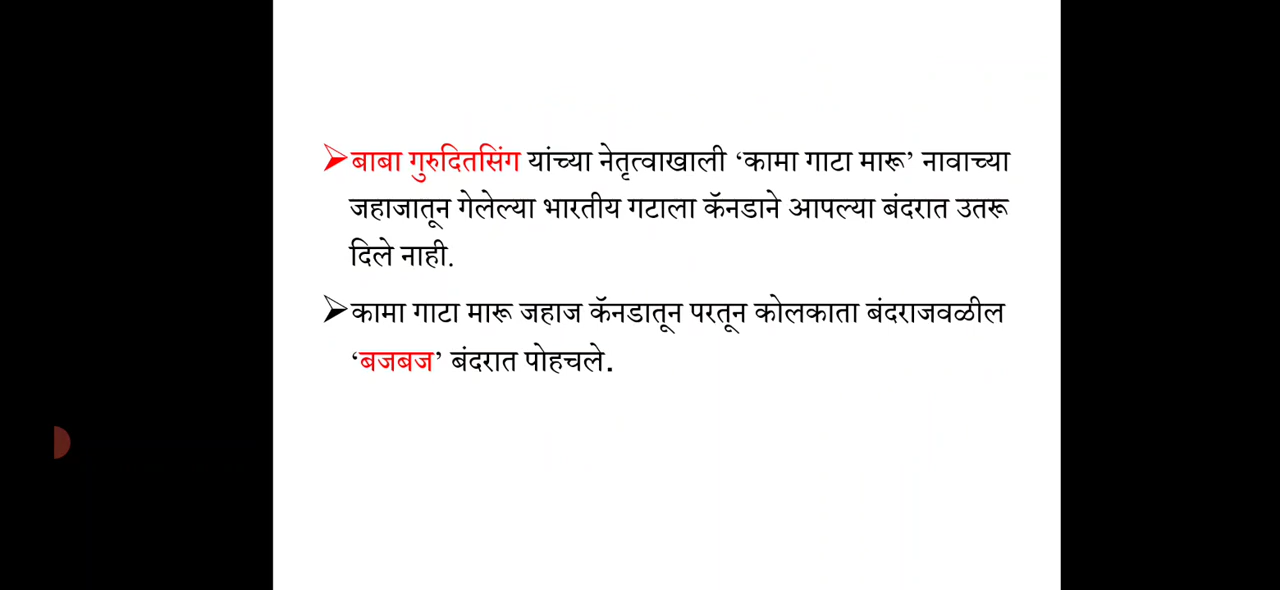 ➢बाबा गुरुदितसिंग यांच्या नेतृत्वाखाली ‘कामा गाटा मारू’ नावाच्या
जहाजातून गेलेल्या भारतीय गटाला कॅनडाने आपल्या बंदरात उतरू
दिले नाही.
➢कामा गाटा मारू जहाज कॅनडातून परतून कोलकाता बंदराजवळील
‘बजबज’ बंदरात पोहचले.